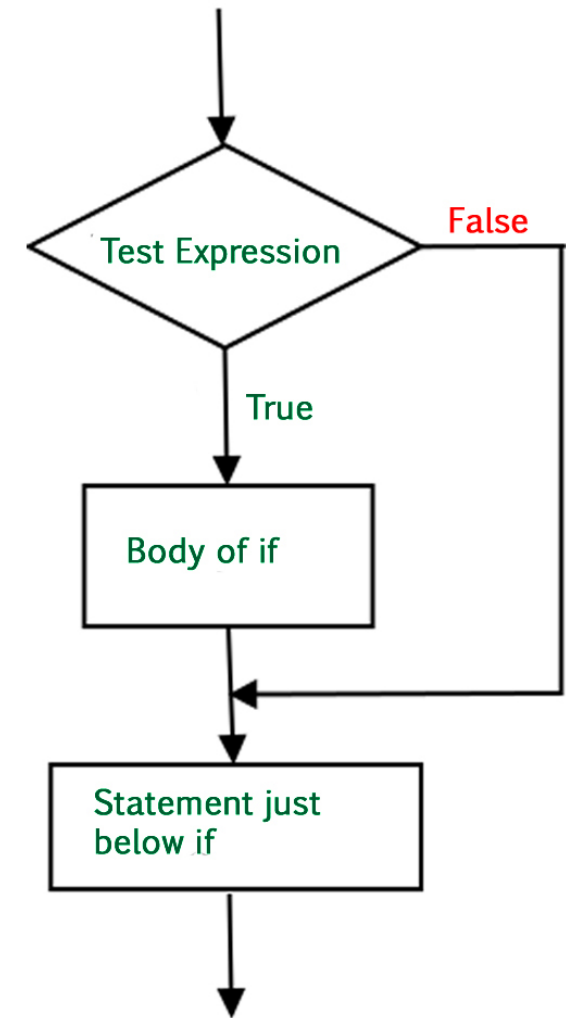 False
Test Expression
True
Body of if
Statement just
below if